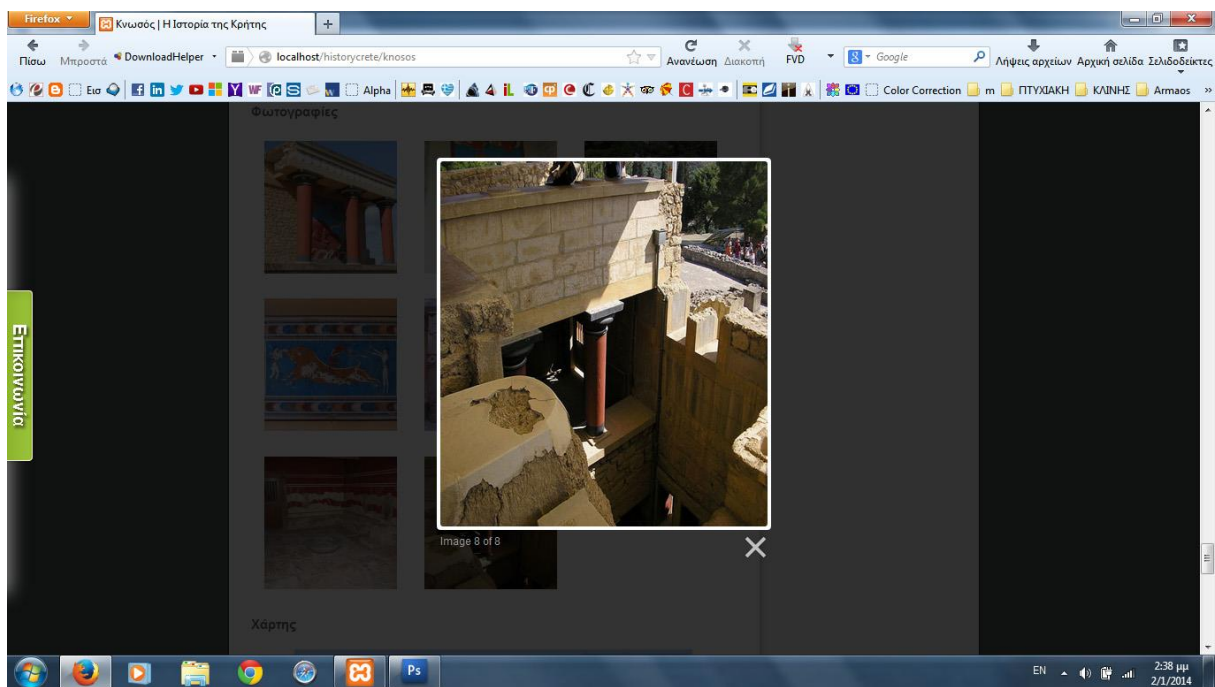 Firefox
Κνωσός | Η Ιστορία της Κρήτης
+
Πίσω
Μπροστά
DownloadHelper
localhost/historycrete/knosos
Ανανέωση
Διακοπή
FVD
Google
Λήψεις αρχείων
Αρχική σελίδα
Σελιδοδείκτες
Εισ
Alpha
Color Correction
m
ΠΤΥΧΙΑΚΗ
ΚΛΙΝΗΣ
Armaos
»
Φωτογραφίες
Επικοινωνία
Image 8 of 8
Χάρτης
Ps
EN
2:38 μμ
2/1/2014